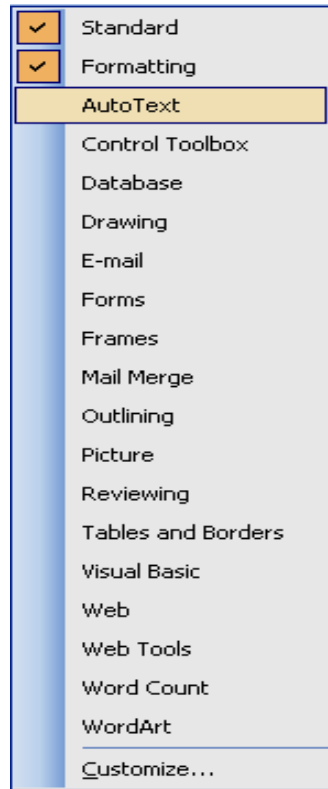 Standard
Formatting
AutoText
Control Toolbox
Database
Drawing
E-mail
Forms
Frames
Mail Merge
Outlining
Picture
Reviewing
Tables and Borders
Visual Basic
Web
Web Tools
Word Count
WordArt
Customize...